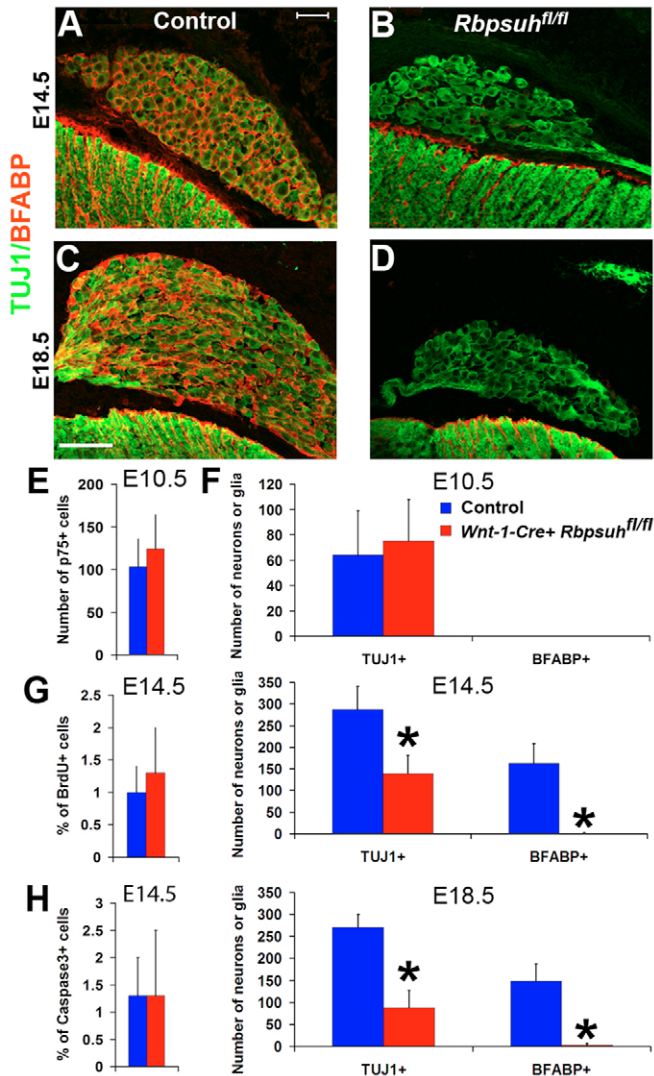 A
Control
B
Rbpsuh^fl/fl
E14.5
TUJ1/BFABP
C
D
E18.5
E
E10.5
F
E10.5
Number of p75+ cells
200
150
100
50
0
Number of neurons or glia
120
100
80
60
40
20
0
Control
Wnt-1-Cre+ Rbpsuh^fl/fl
TUJ1+
BFABP+
G
E14.5
E14.5
% of BrdU+ cells
2.5
2
1.5
1
0.5
0
Number of neurons or glia
350
300
250
200
150
100
50
0
*
*
TUJ1+
BFABP+
H
E14.5
E18.5
% of Caspase3+ cells
3
2.5
2
1.5
1
0.5
0
Number of neurons or glia
350
300
250
200
150
100
50
0
*
*
TUJ1+
BFABP+